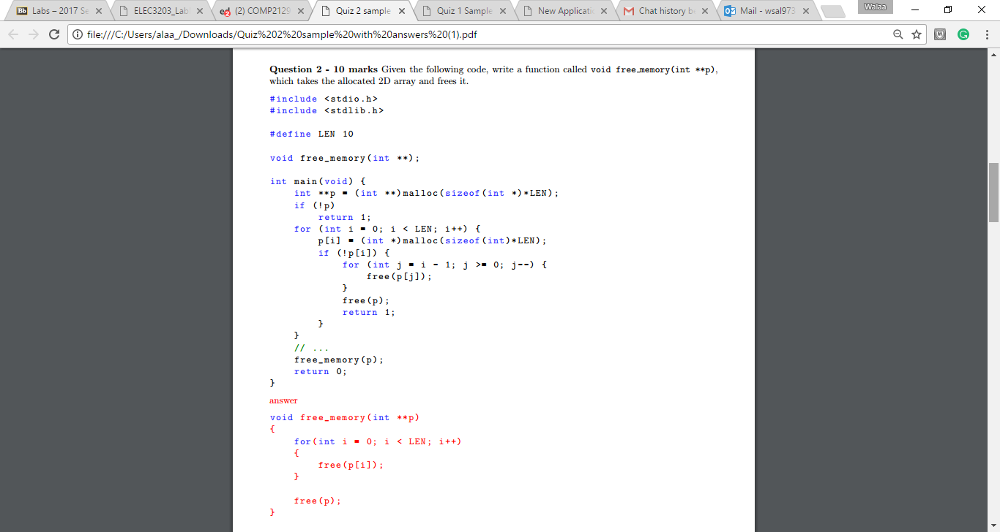 Bb Labs – 2017 Se
ELEC3203_Lab
ed (2) COMP2129
Quiz 2 sample
Quiz 1 Sample
New Applicati
Chat history b
Mail - wsal973
Walaa
file:///C:/Users/alaa_/Downloads/Quiz%202%20sample%20with%20answers%20(1).pdf
Question 2 - 10 marks Given the following code, write a function called void free_memory(int **p),
which takes the allocated 2D array and frees it.
#include <stdio.h>
#include <stdlib.h>
#define LEN 10
void free_memory(int **);
int main(void) {
int **p = (int **)malloc(sizeof(int *)*LEN);
if (!p)
return 1;
for (int i = 0; i < LEN; i++) {
p[i] = (int *)malloc(sizeof(int)*LEN);
if (!p[i]) {
for (int j = i - 1; j >= 0; j--) {
free(p[j]);
}
free(p);
return 1;
}
}
// ...
free_memory(p);
return 0;
}
answer
void free_memory(int **p)
{
for(int i = 0; i < LEN; i++)
{
free(p[i]);
}
free(p);
}